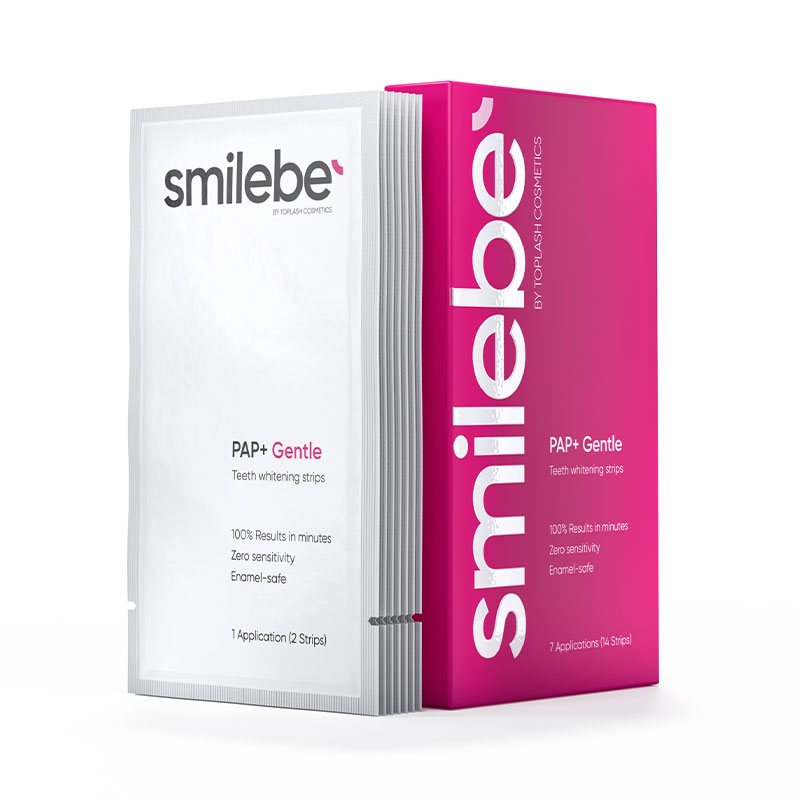 smilebe
BY TOPLASH COSMETICS
PAP+ Gentle
Teeth whitening strips
100% Results in minutes
Zero sensitivity
Enamel-safe
1 Application (2 Strips)
smilebe
BY TOPLASH COSMETICS
PAP+ Gentle
Teeth whitening strips
100% Results in minutes
Zero sensitivity
Enamel-safe
7 Applications (14 Strips)